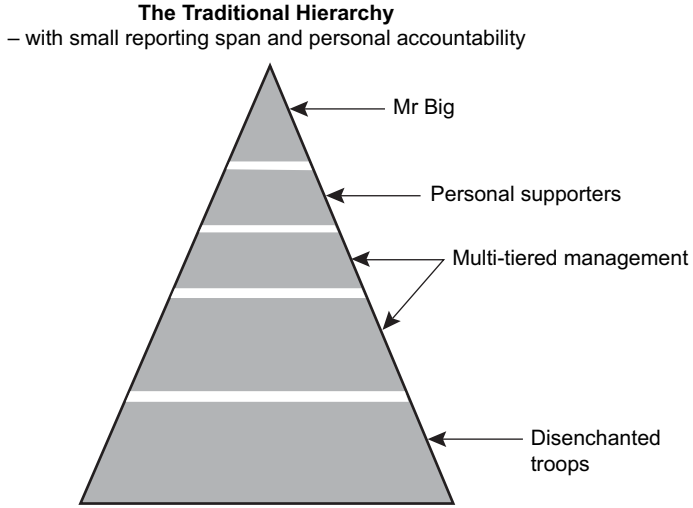 The Traditional Hierarchy
– with small reporting span and personal accountability
Mr Big
Personal supporters
Multi-tiered management
Disenchanted
troops